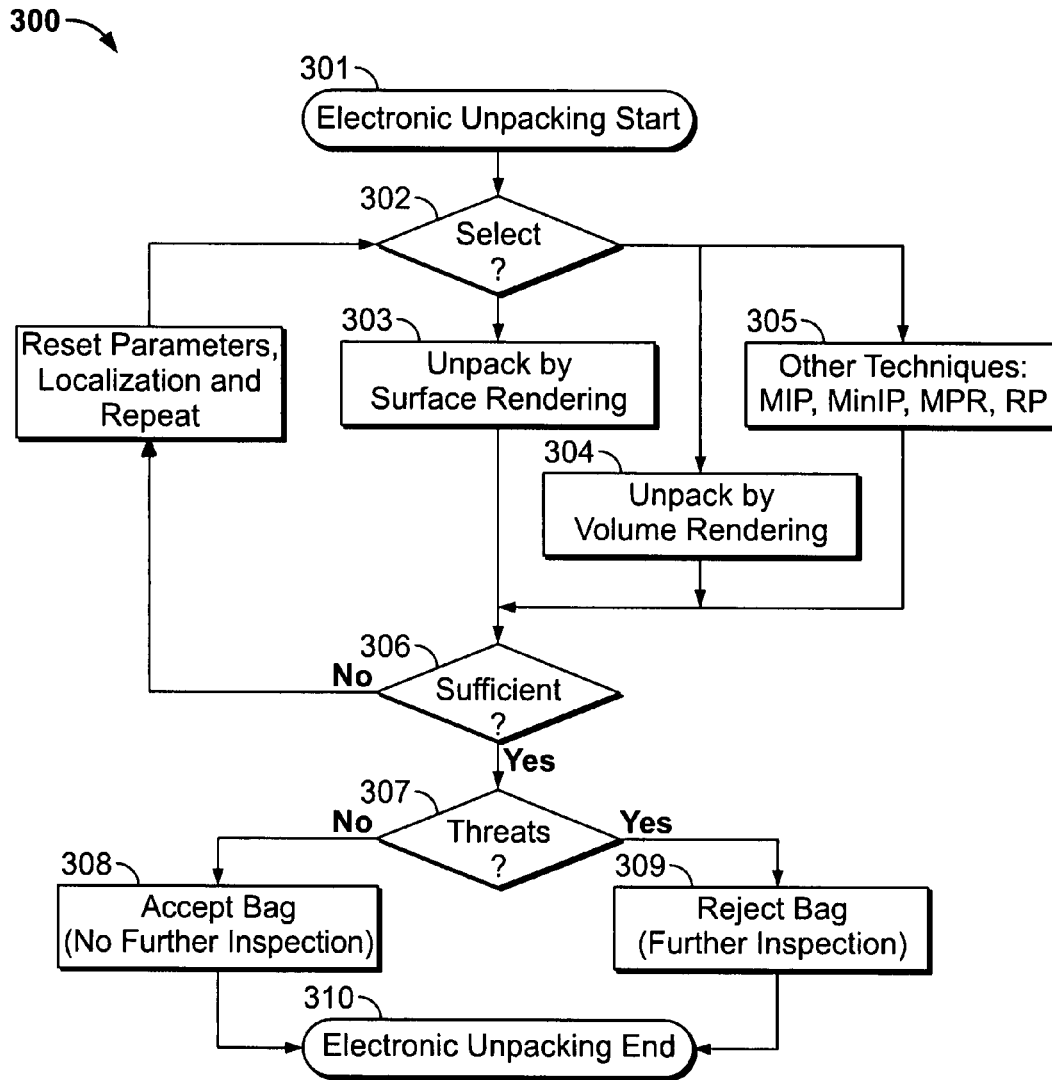 300
301
Electronic Unpacking Start
302
Select
?
303
Unpack by
Surface Rendering
305
Other Techniques:
MIP, MinIP, MPR, RP
Reset Parameters,
Localization and
Repeat
304
Unpack by
Volume Rendering
306
No
Sufficient
?
Yes
307
No
Threats
?
Yes
308
Accept Bag
(No Further Inspection)
309
Reject Bag
(Further Inspection)
310
Electronic Unpacking End